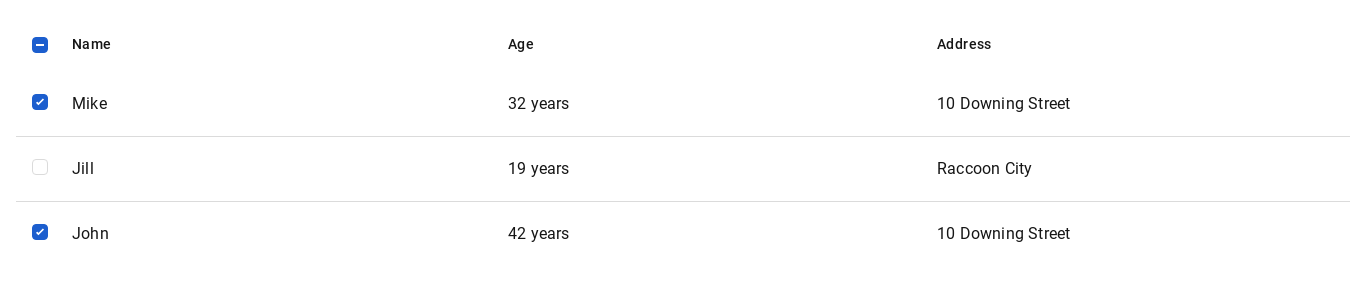 Name Age Address
Mike 32 years 10 Downing Street
Jill 19 years Raccoon City
John 42 years 10 Downing Street